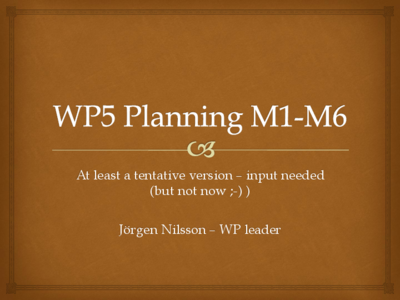 WP5 Planning M1-M6
At least a tentative version – input needed
(but not now ;-) )
Jörgen Nilsson – WP leader